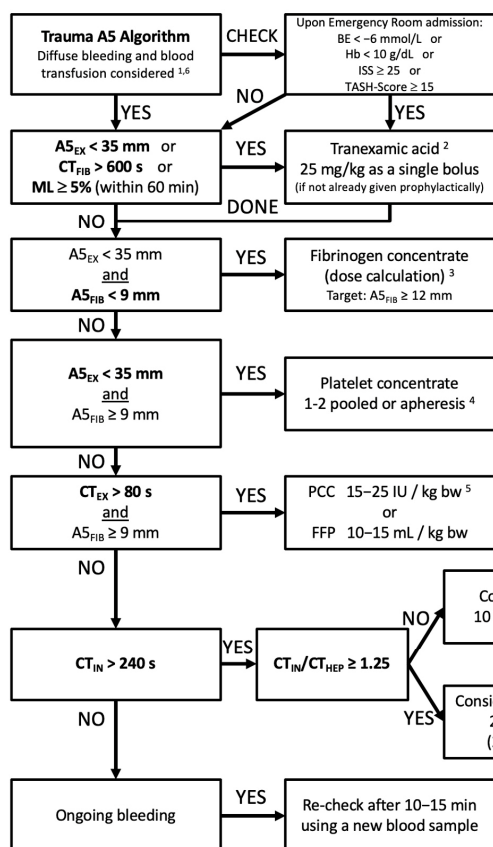 Trauma A5 Algorithm
Diffuse bleeding and blood
transfusion considered ¹,⁶
CHECK
Upon Emergency Room admission:
BE < −6 mmol/L or
Hb < 10 g/dL or
ISS ≥ 25 or
TASH-Score ≥ 15
YES
NO
YES
A5EX < 35 mm or
CTFIB > 600 s or
ML ≥ 5% (within 60 min)
YES
Tranexamic acid ²
25 mg/kg as a single bolus
(if not already given prophylactically)
NO
DONE
A5EX < 35 mm
and
A5FIB < 9 mm
YES
Fibrinogen concentrate
(dose calculation) ³
Target: A5FIB ≥ 12 mm
NO
A5EX < 35 mm
and
A5FIB ≥ 9 mm
YES
Platelet concentrate
1-2 pooled or apheresis ⁴
NO
CTEX > 80 s
and
A5FIB ≥ 9 mm
YES
PCC 15−25 IU / kg bw ⁵
or
FFP 10−15 mL / kg bw
NO
CTIN > 240 s
YES
CTIN/CTHEP ≥ 1.25
NO
10
YES
NO
Ongoing bleeding
YES
Re-check after 10−15 min
using a new blood sample